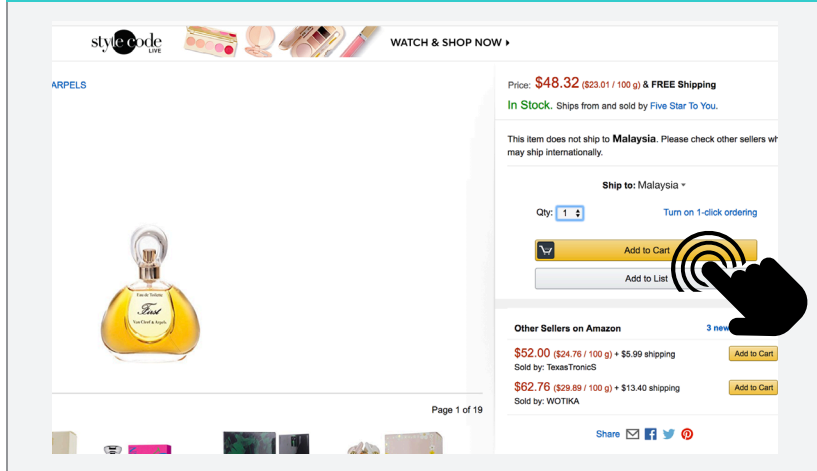 style code
LIVE
WATCH & SHOP NOW
ARPELS
Price: $48.32 ($23.01 / 100 g) & FREE Shipping
In Stock. Ships from and sold by Five Star To You.
This item does not ship to Malaysia. Please check other sellers wh
may ship internationally.
Ship to: Malaysia
Qty: 1
Turn on 1-click ordering
Add to Cart
Add to List
Eau de Toilette
First
Van Cleef & Arpels
Other Sellers on Amazon
3 new
$52.00 ($24.76 / 100 g) + $5.99 shipping
Add to Cart
Sold by: TexasTronicS
$62.76 ($29.89 / 100 g) + $13.40 shipping
Add to Cart
Sold by: WOTIKA
Page 1 of 19
Share